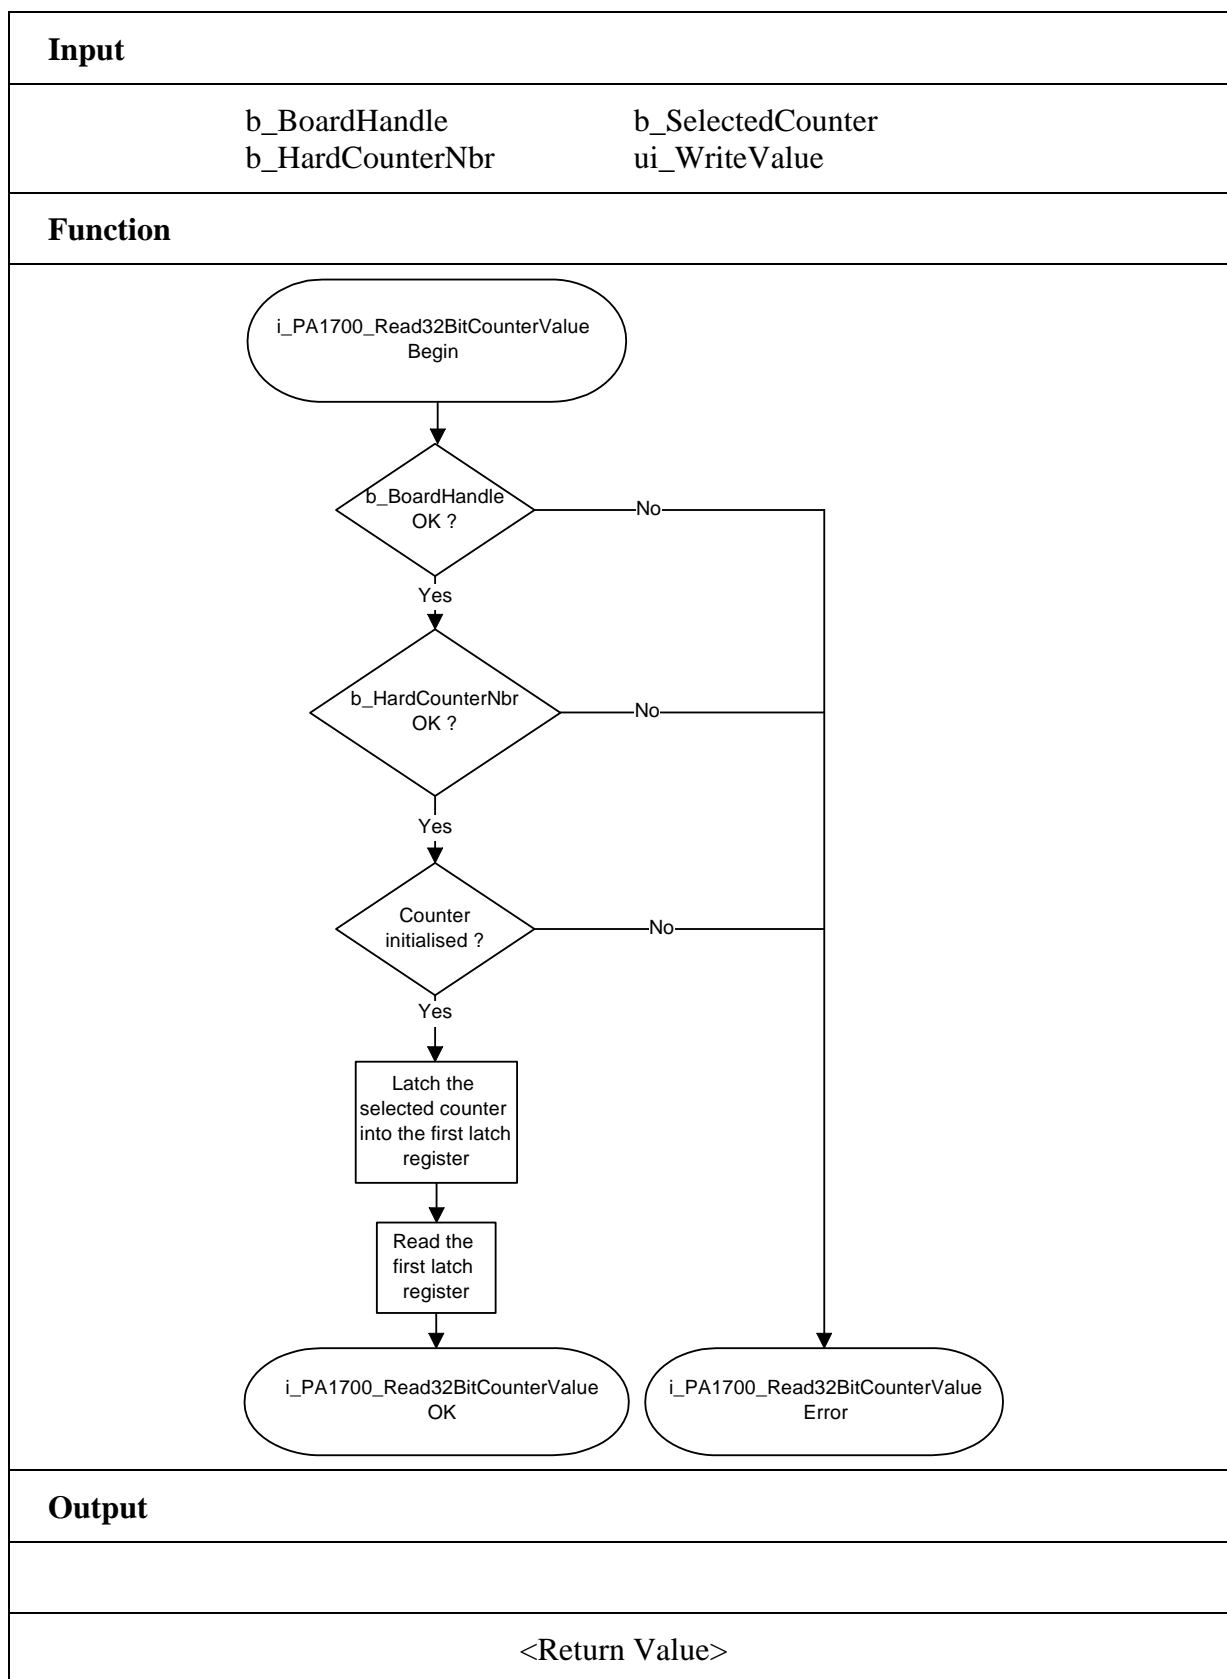 Input
b_BoardHandle b_SelectedCounter
b_HardCounterNbr ui_WriteValue
Function
i_PA1700_Read32BitCounterValue
Begin
b_BoardHandle
OK ?
No
Yes
b_HardCounterNbr
OK ?
No
Yes
Counter
initialised ?
No
Yes
Latch the
selected counter
into the first latch
register
Read the
first latch
register
i_PA1700_Read32BitCounterValue
OK
i_PA1700_Read32BitCounterValue
Error
Output
<Return Value>